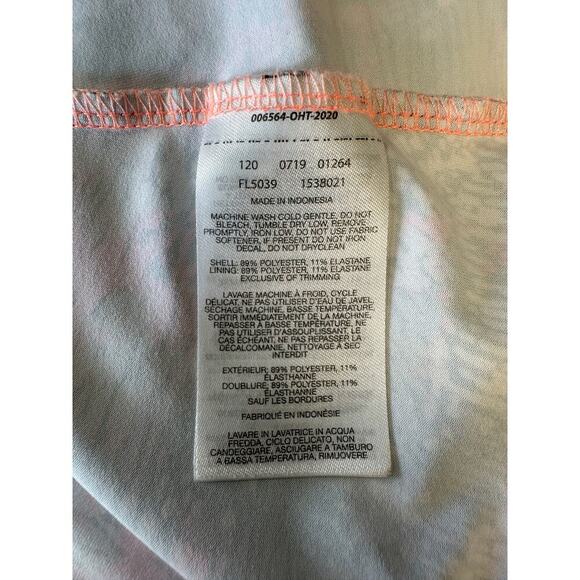 006564-OHT-2020
120 0719 01264
FL5039 1538021
MADE IN INDONESIA
MACHINE WASH COLD GENTLE, DO NOT
BLEACH, TUMBLE DRY LOW, REMOVE
PROMPTLY, IRON LOW, DO NOT USE FABRIC
SOFTENER, IF PRESENT DO NOT IRON
DECAL, DO NOT DRYCLEAN
SHELL: 89% POLYESTER, 11% ELASTANE
LINING: 89% POLYESTER, 11% ELASTANE
EXCLUSIVE OF TRIMMING
LAVAGE MACHINE À FROID, CYCLE
DÉLICAT, NE PAS UTILISER D'EAU DE JAVEL,
SÉCHAGE MACHINE, BASSE TEMPÉRATURE,
SORTIR IMMÉDIATEMENT DE LA MACHINE,
REPASSER À BASSE TEMPÉRATURE, NE
PAS UTILISER D'ASSOUPLISSANT. LE
CAS ÉCHÉANT, NE PAS REPASSER LA
DÉCALCOMANIE, NETTOYAGE À SEC
INTERDIT
EXTÉRIEUR: 89% POLYESTER, 11%
ÉLASTHANNE
DOUBLURE: 89% POLYESTER, 11%
ÉLASTHANNE
SAUF LES BORDURES
FABRIQUÉ EN INDONÉSIE
LAVARE IN LAVATRICE IN ACQUA
FREDDA, CICLO DELICATO, NON
CANDEGGIARE, ASCIUGARE A TAMBURO
A BASSA TEMPERATURA, RIMUOVERE